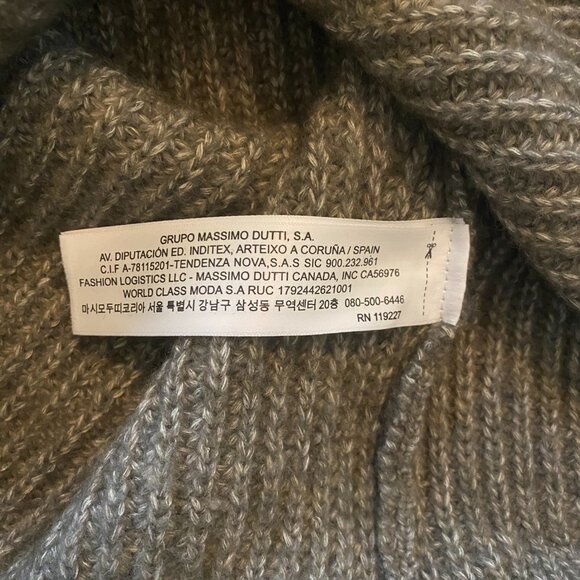 GRUPO MASSIMO DUTTI, S.A.
AV. DIPUTACIÓN ED. INDITEX, ARTEIXO A CORUÑA / SPAIN
C.I.F A-78115201-TENDENZA NOVA,S.A.S SIC 900.232.961
FASHION LOGISTICS LLC - MASSIMO DUTTI CANADA, INC CA56976
WORLD CLASS MODA S.A RUC 1792442621001
마시모두띠코리아 서울 특별시 강남구 삼성동 무역센터 20층 080-500-6446
RN 119227